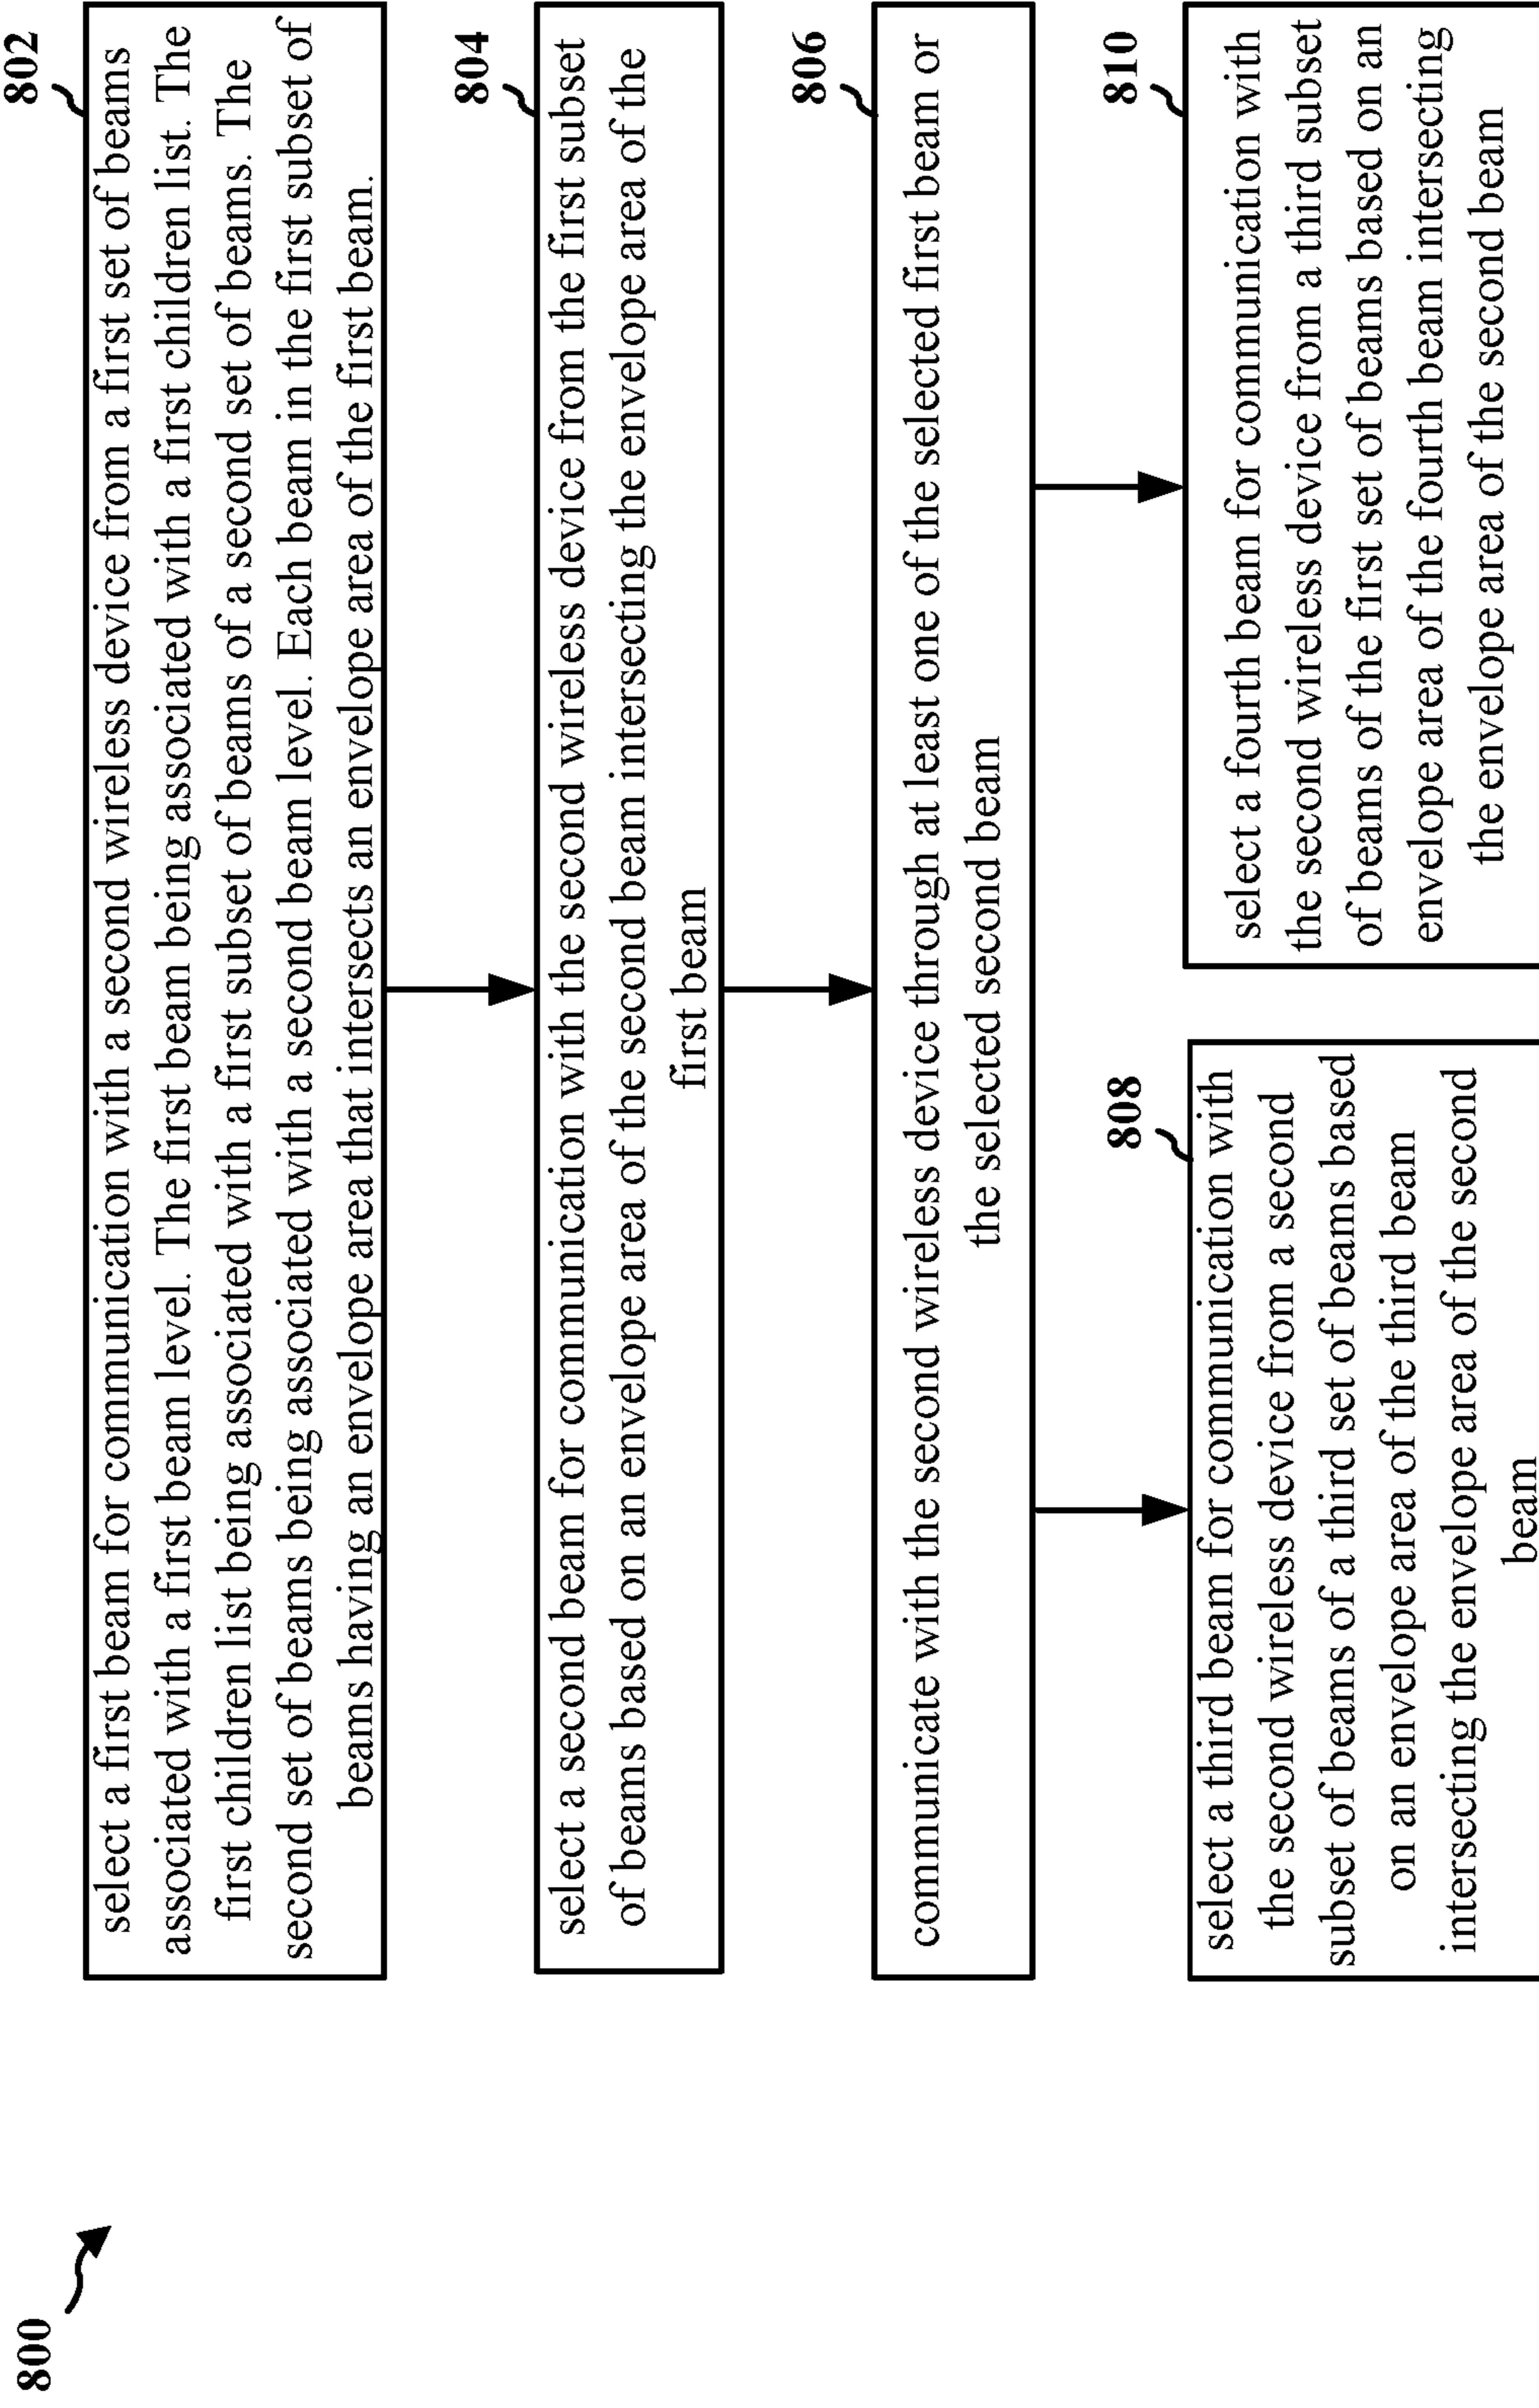 800
802
select a first beam for communication with a second wireless device from a first set of beams
associated with a first beam level. The first beam being associated with a first children list. The
first children list being associated with a first subset of beams of a second set of beams. The
second set of beams being associated with a second beam level. Each beam in the first subset of
beams having an envelope area that intersects an envelope area of the first beam.
804
select a second beam for communication with the second wireless device from the first subset
of beams based on an envelope area of the second beam intersecting the envelope area of the
first beam
806
communicate with the second wireless device through at least one of the selected first beam or
the selected second beam
808
select a third beam for communication with
the second wireless device from a second
subset of beams of a third set of beams based
on an envelope area of the third beam
intersecting the envelope area of the second
beam
810
select a fourth beam for communication with
the second wireless device from a third subset
of beams of the first set of beams based on an
envelope area of the fourth beam intersecting
the envelope area of the second beam